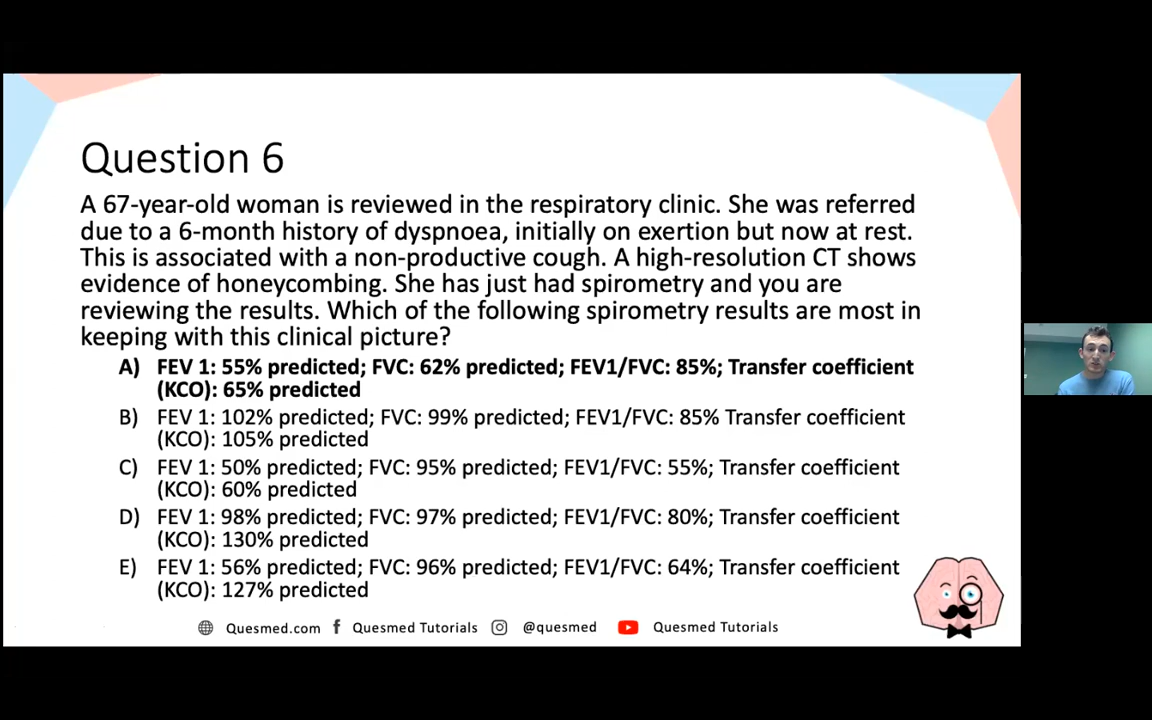 Question 6
A 67-year-old woman is reviewed in the respiratory clinic. She was referred
due to a 6-month history of dyspnoea, initially on exertion but now at rest.
This is associated with a non-productive cough. A high-resolution CT shows
evidence of honeycombing. She has just had spirometry and you are
reviewing the results. Which of the following spirometry results are most in
keeping with this clinical picture?
A) FEV 1: 55% predicted; FVC: 62% predicted; FEV1/FVC: 85%; Transfer coefficient
(KCO): 65% predicted
B) FEV 1: 102% predicted; FVC: 99% predicted; FEV1/FVC: 85% Transfer coefficient
(KCO): 105% predicted
C) FEV 1: 50% predicted; FVC: 95% predicted; FEV1/FVC: 55%; Transfer coefficient
(KCO): 60% predicted
D) FEV 1: 98% predicted; FVC: 97% predicted; FEV1/FVC: 80%; Transfer coefficient
(KCO): 130% predicted
E) FEV 1: 56% predicted; FVC: 96% predicted; FEV1/FVC: 64%; Transfer coefficient
(KCO): 127% predicted
Quesmed.com f Quesmed Tutorials @quesmed Quesmed Tutorials